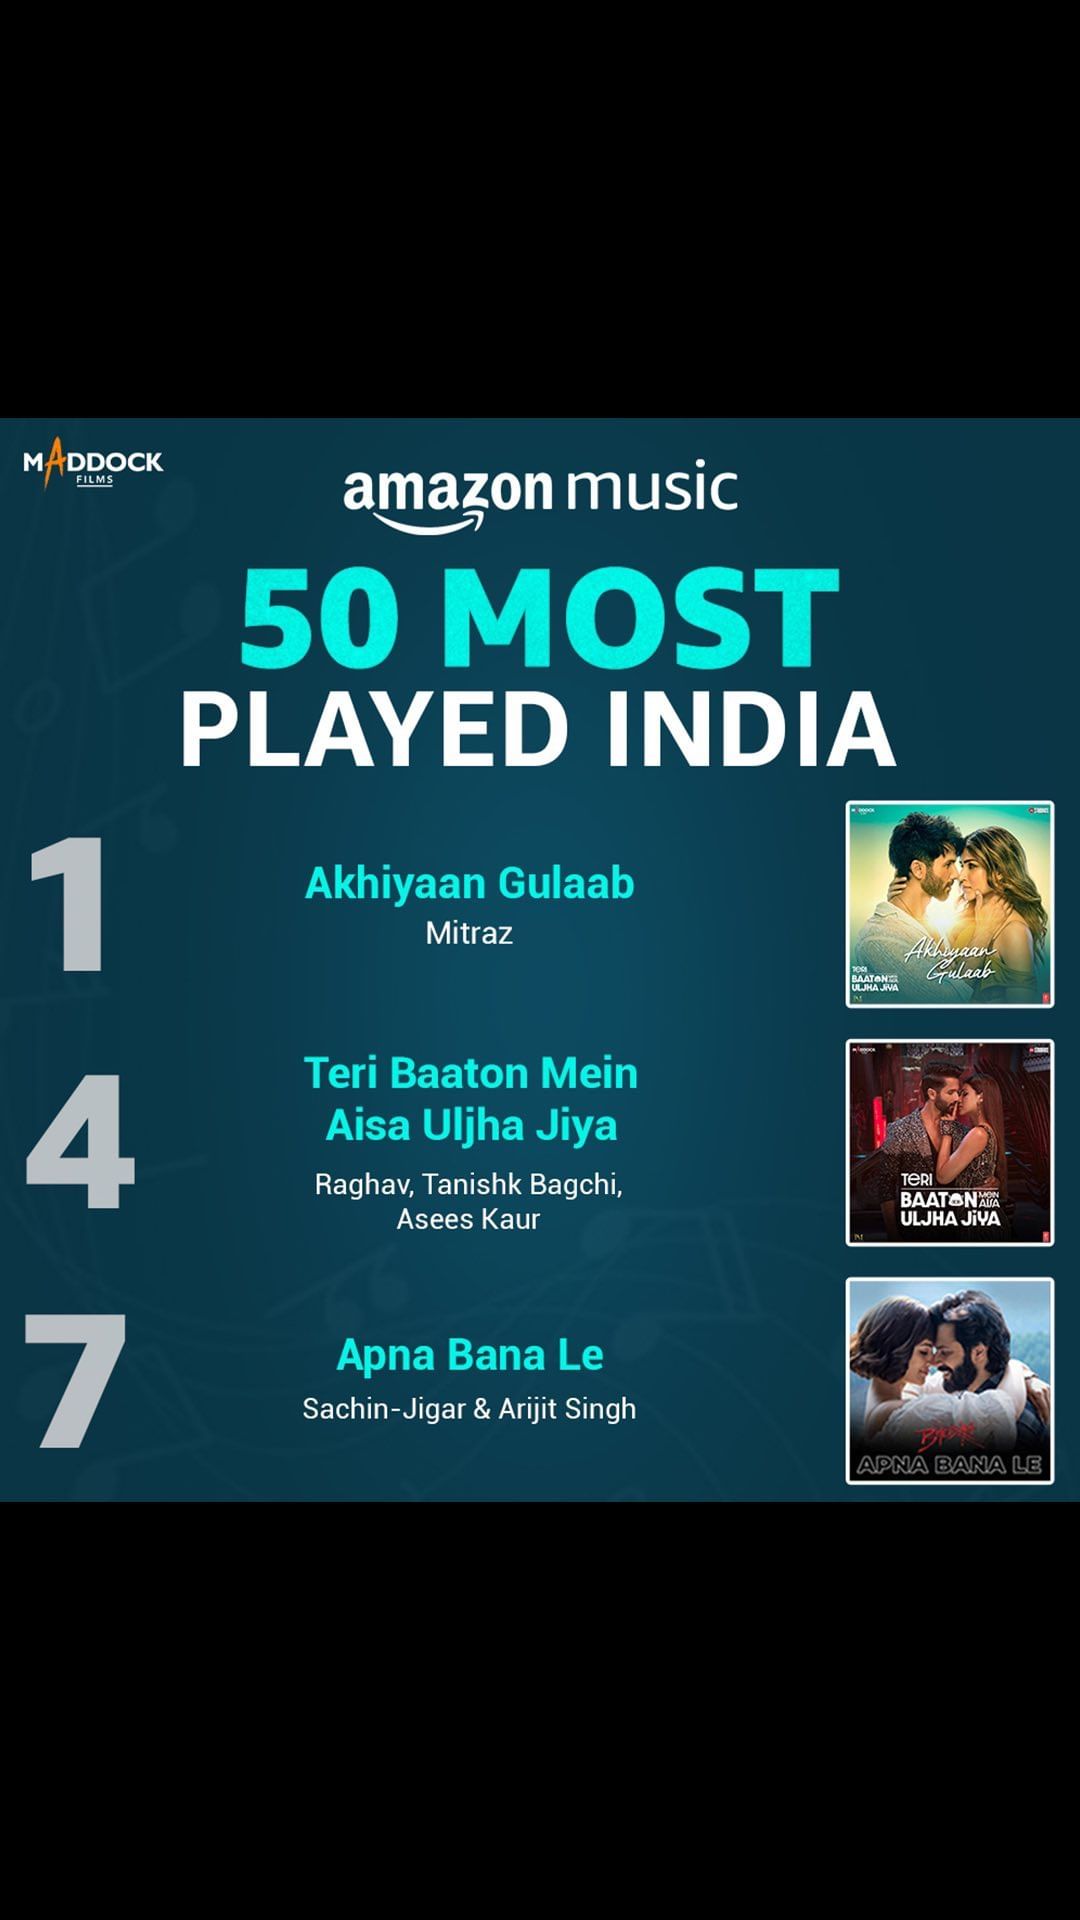 MADDOCK
FILMS
amazon music
50 MOST
PLAYED INDIA
1
Akhiyaan Gulaab
Mitraz
Akhiyaan
Gulaab
TERI
BAATON MEIN AISA
ULJHA JIYA
4
Teri Baaton Mein
Aisa Uljha Jiya
Raghav, Tanishk Bagchi,
Asees Kaur
TERI
BAATON MEIN AISA
ULJHA JIYA
7
Apna Bana Le
Sachin-Jigar & Arijit Singh
APNA BANA LE